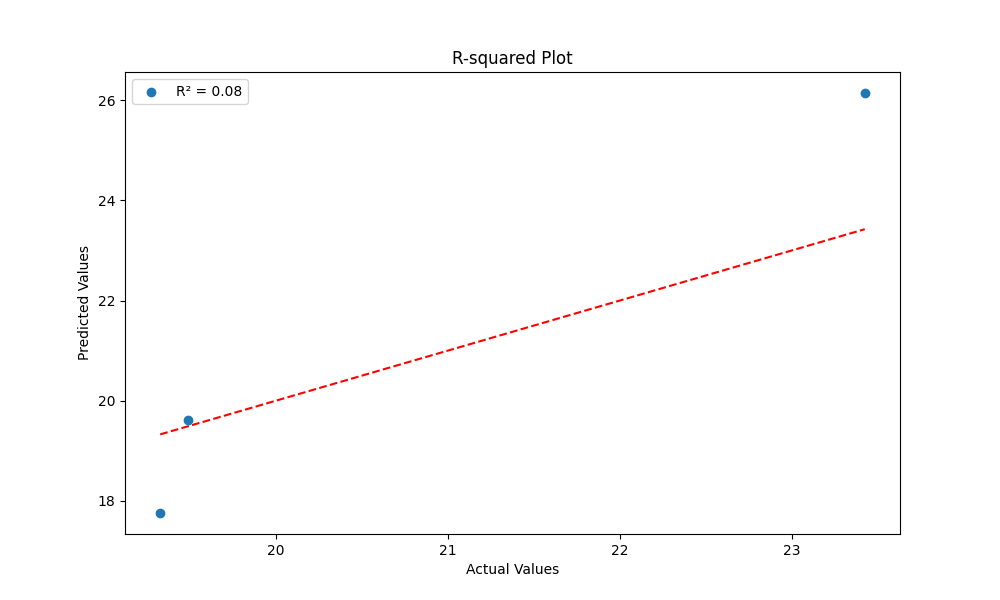 R-squared Plot
R² = 0.08
Predicted Values
26
24
22
20
18
20
21
22
23
Actual Values